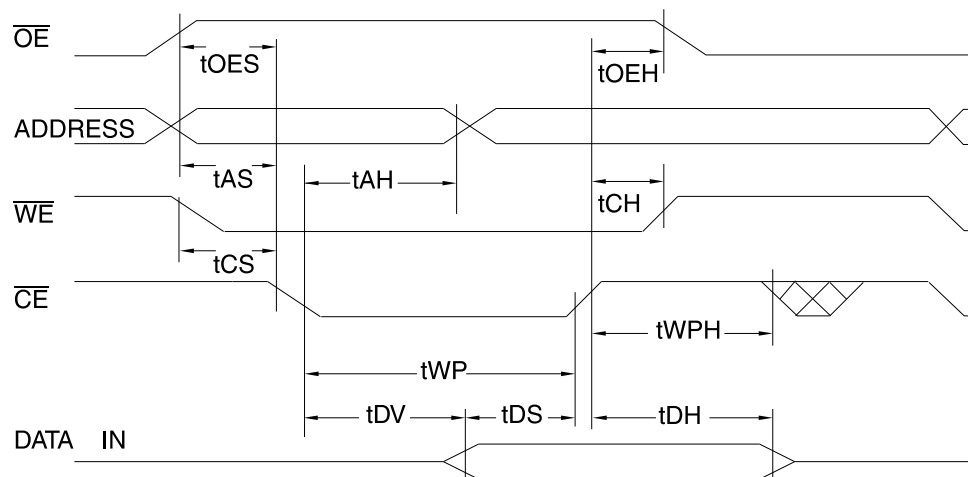 OE
tOES
tOEH
ADDRESS
tAS
tAH
tCH
WE
tCS
CE
tWPH
tWP
tDV
tDS
tDH
DATA IN